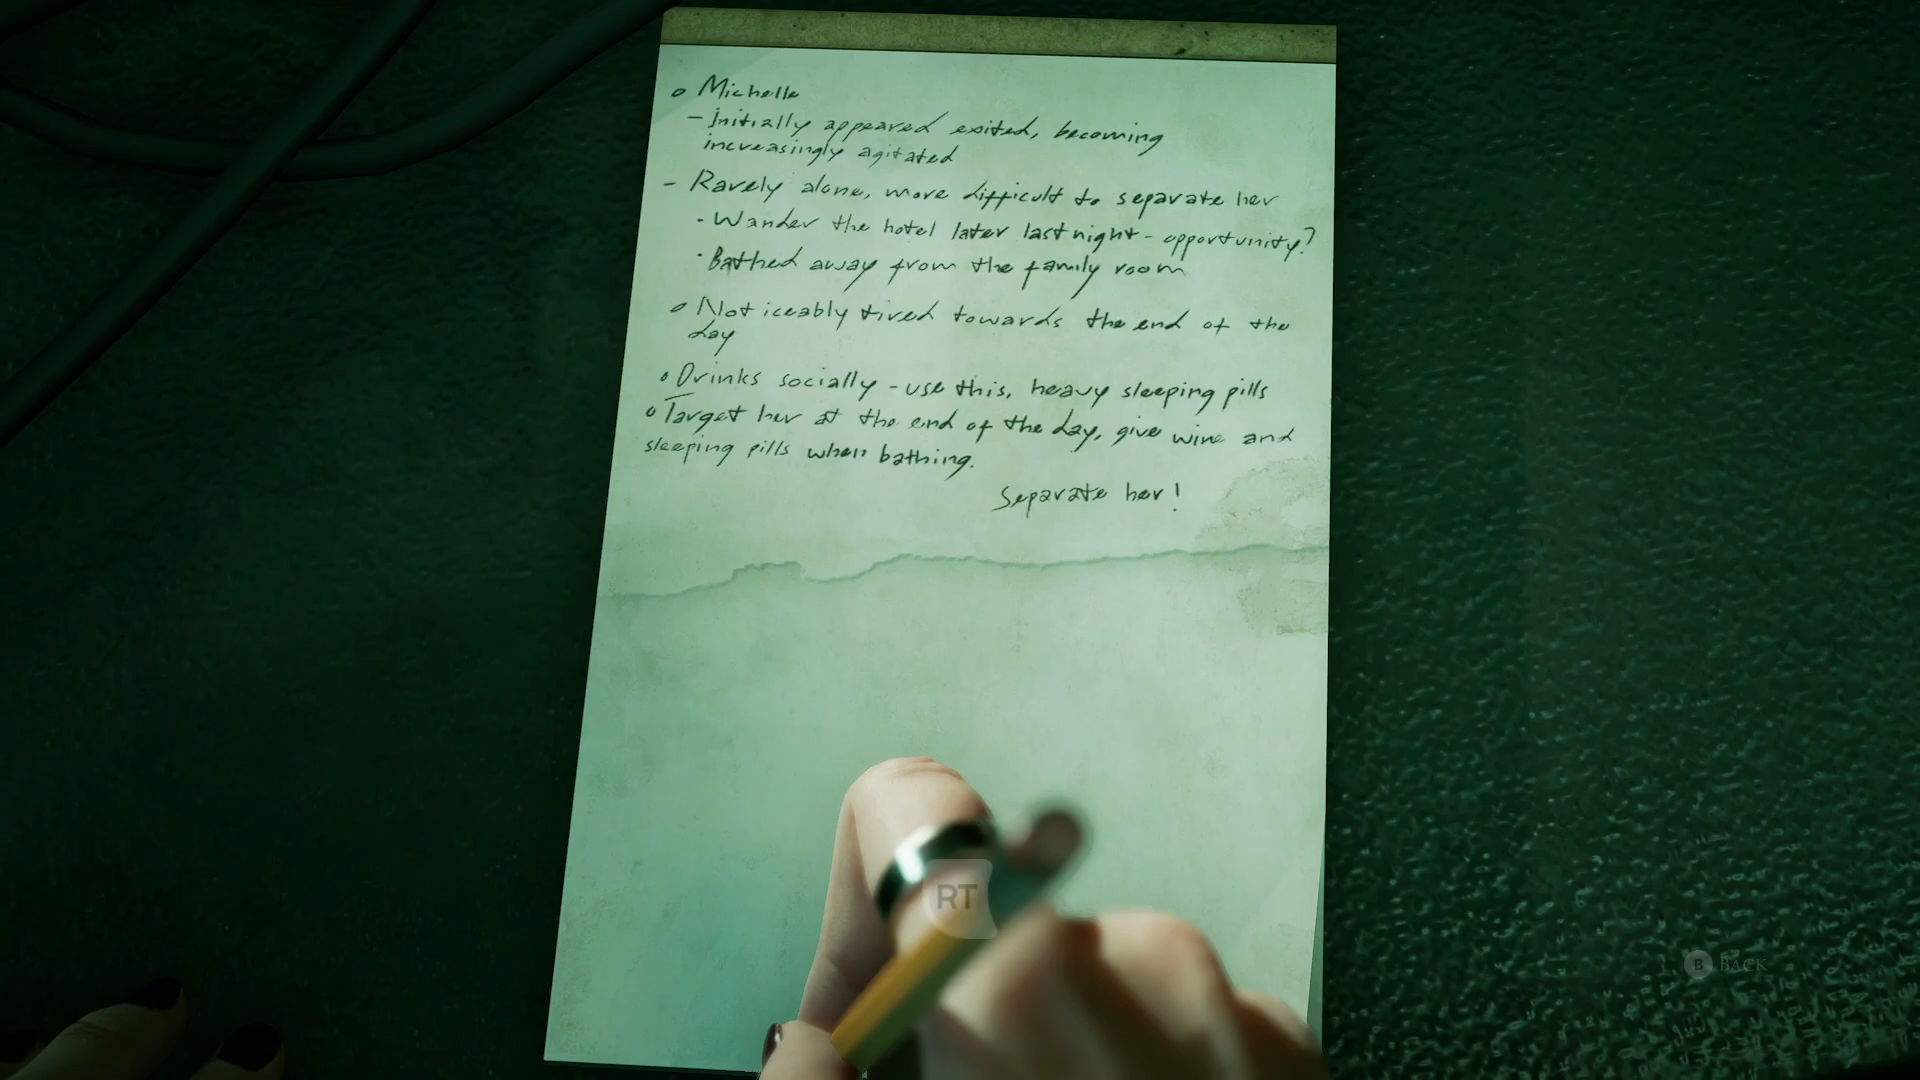 o Michelle
- Initially appeared exited, becoming
increasingly agitated
- Rarely alone, more difficult to separate her
- Wander the hotel later last night - opportunity?
· Bathed away from the family room
o Noticeably tired towards the end of the
day
o Drinks socially - use this, heavy sleeping pills
o Target her at the end of the day, give wine and
sleeping pills when bathing.
Separate her!
RT
B BACK